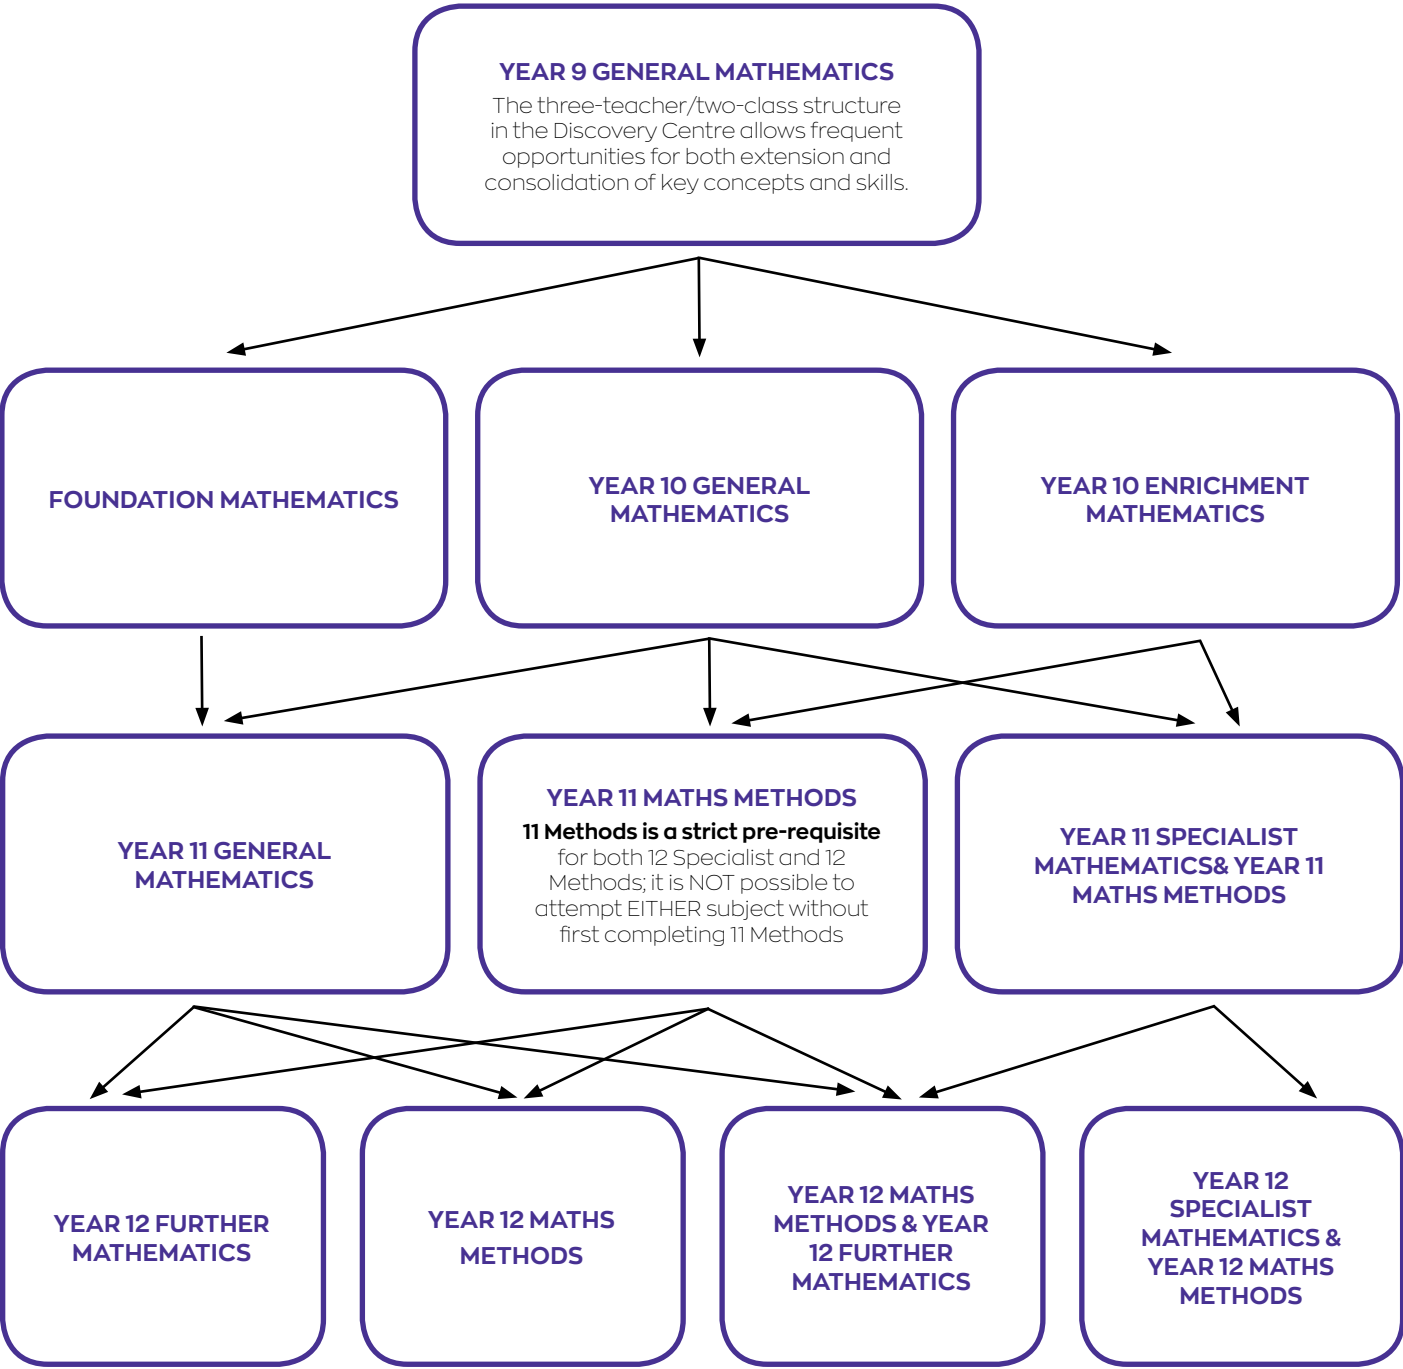 YEAR 9 GENERAL MATHEMATICS
The three-teacher/two-class structure
in the Discovery Centre allows frequent
opportunities for both extension and
consolidation of key concepts and skills.
FOUNDATION MATHEMATICS
YEAR 10 GENERAL
MATHEMATICS
YEAR 10 ENRICHMENT
MATHEMATICS
YEAR 11 GENERAL
MATHEMATICS
YEAR 11 MATHS METHODS
11 Methods is a strict pre-requisite
for both 12 Specialist and 12
Methods; it is NOT possible to
attempt EITHER subject without
first completing 11 Methods
YEAR 11 SPECIALIST
MATHEMATICS& YEAR 11
MATHS METHODS
YEAR 12 FURTHER
MATHEMATICS
YEAR 12 MATHS
METHODS
YEAR 12 MATHS
METHODS & YEAR
12 FURTHER
MATHEMATICS
YEAR 12
SPECIALIST
MATHEMATICS &
YEAR 12 MATHS
METHODS